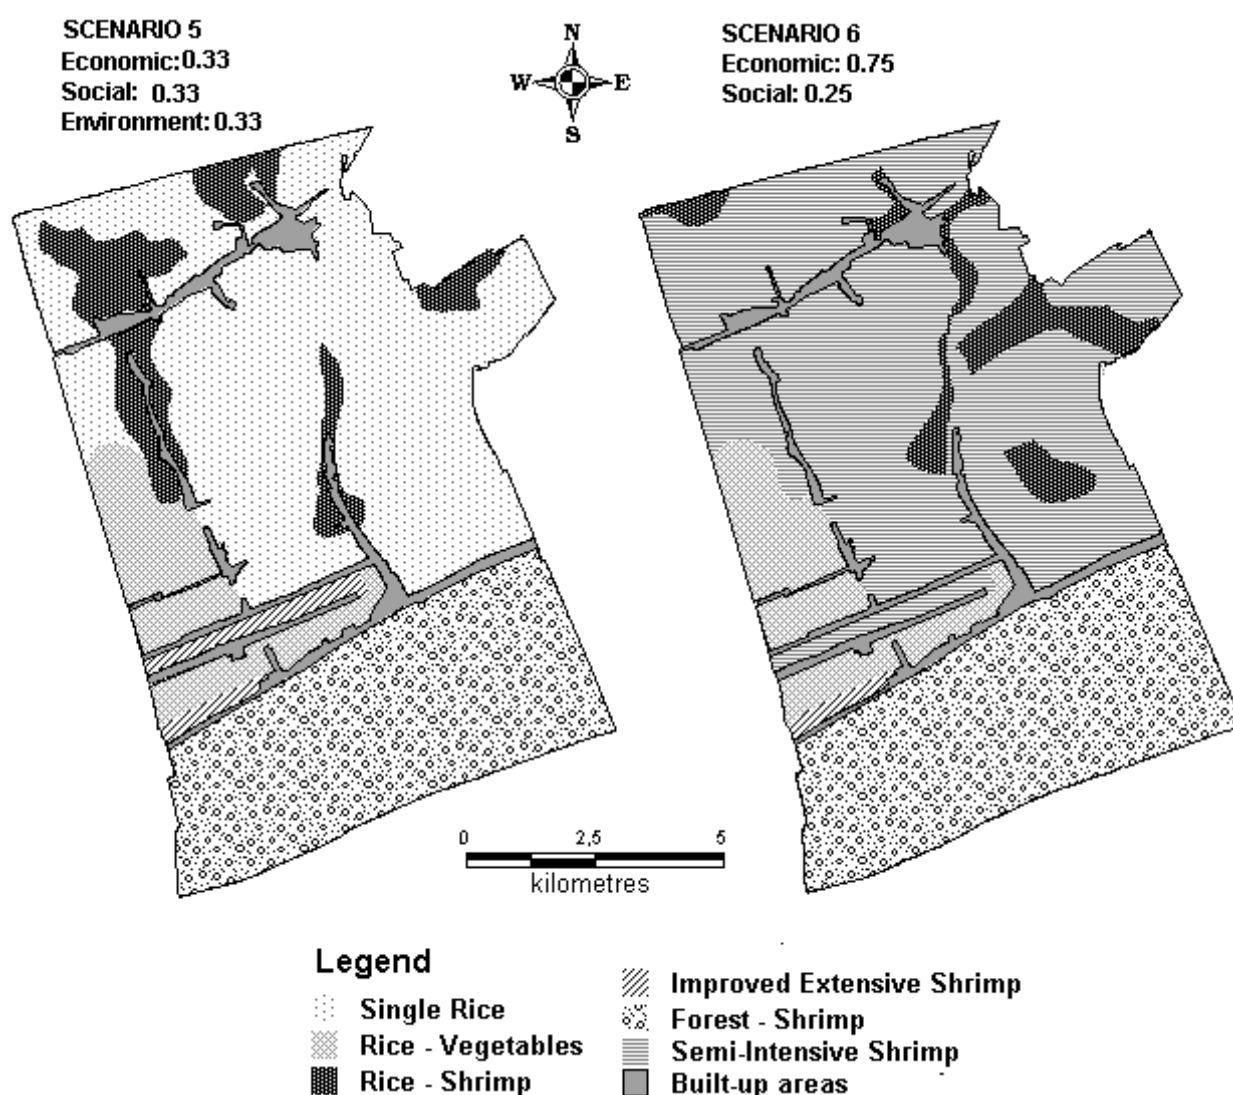 SCENARIO 5
Economic: 0.33
Social: 0.33
Environment: 0.33
N
W E
S
SCENARIO 6
Economic: 0.75
Social: 0.25
0 2,5 5
kilometres
Legend
Single Rice
Rice - Vegetables
Rice - Shrimp
Improved Extensive Shrimp
Forest - Shrimp
Semi-Intensive Shrimp
Built-up areas